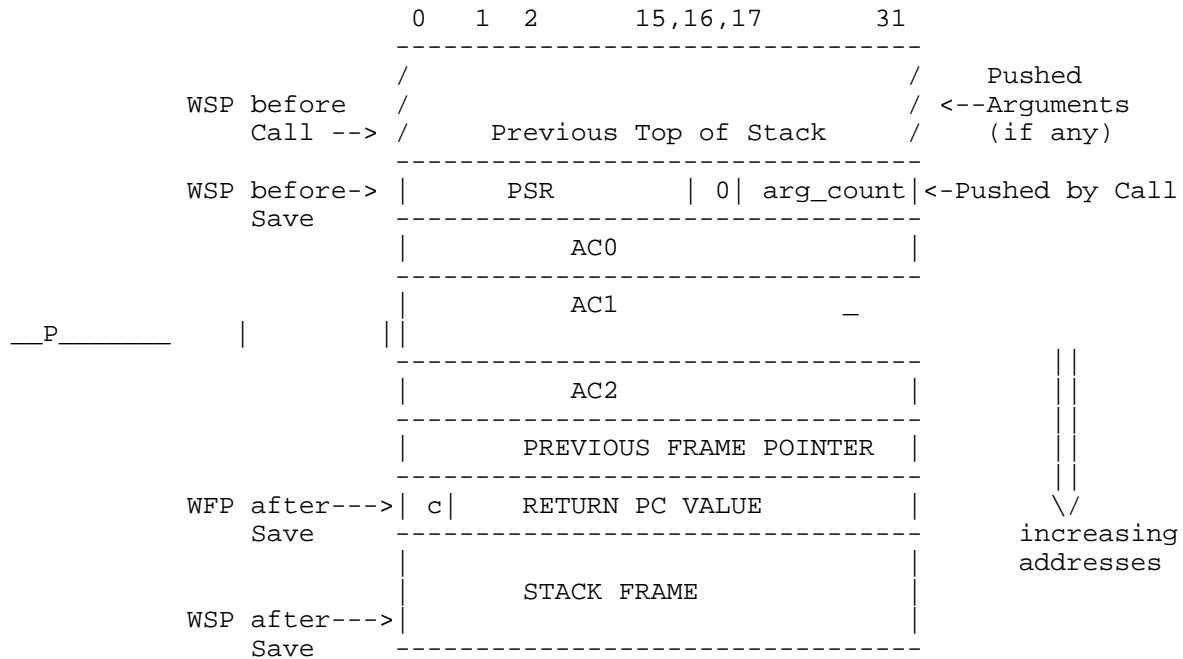 0 1 2 15,16,17 31
---------------------------------
/ / Pushed
WSP before / / <--Arguments
Call --> / Previous Top of Stack / (if any)
---------------------------------
WSP before-> | PSR | 0| arg_count|<-Pushed by Call
Save ---------------------------------
| AC0 |
---------------------------------
| AC1 _
__P_______ | ||
--------------------------------- ||
| AC2 | ||
--------------------------------- ||
| PREVIOUS FRAME POINTER | ||
--------------------------------- ||
WFP after--->| c| RETURN PC VALUE | \/
Save --------------------------------- increasing
| | addresses
| STACK FRAME |
WSP after--->| |
Save ---------------------------------